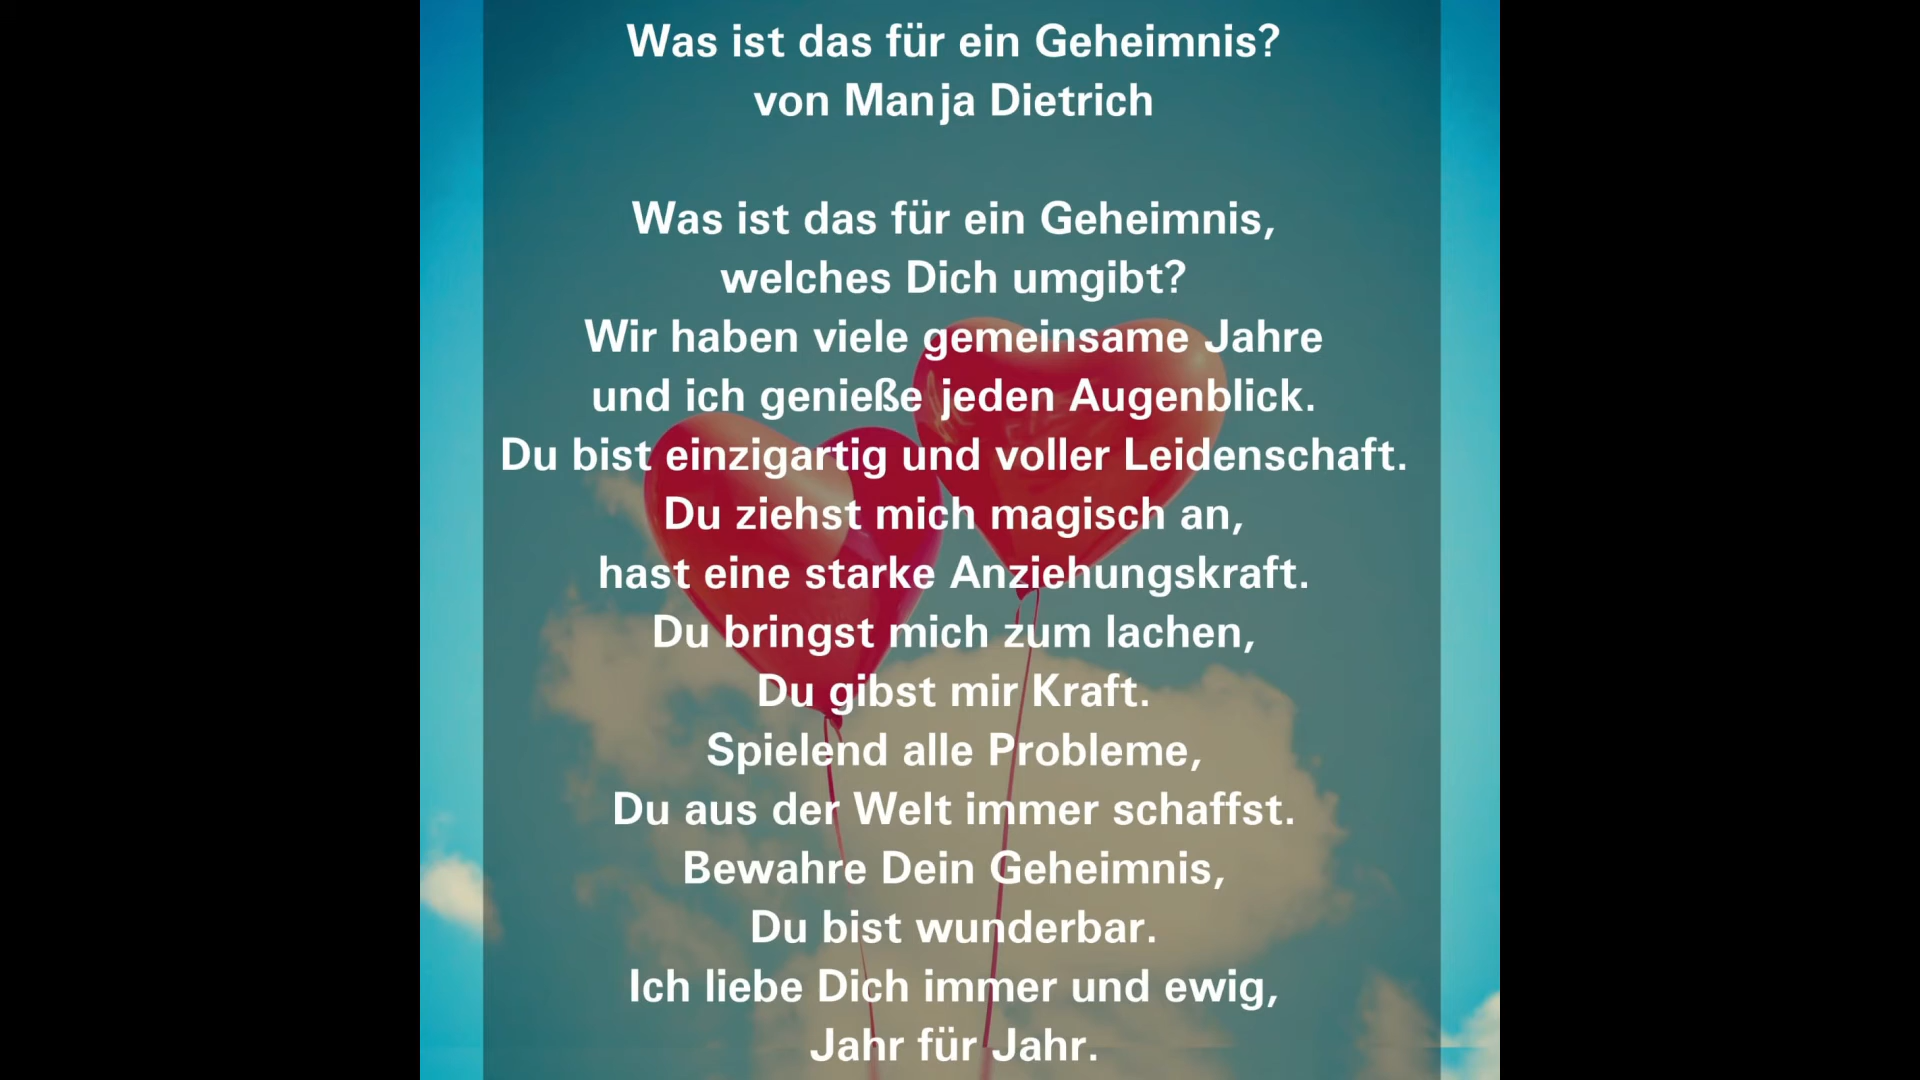 Was ist das für ein Geheimnis?
von Manja Dietrich
Was ist das für ein Geheimnis,
welches Dich umgibt?
Wir haben viele gemeinsame Jahre
und ich genieße jeden Augenblick.
Du bist einzigartig und voller Leidenschaft.
Du ziehst mich magisch an,
hast eine starke Anziehungskraft.
Du bringst mich zum lachen,
Du gibst mir Kraft.
Spielend alle Probleme,
Du aus der Welt immer schaffst.
Bewahre Dein Geheimnis,
Du bist wunderbar.
Ich liebe Dich immer und ewig,
Jahr für Jahr.